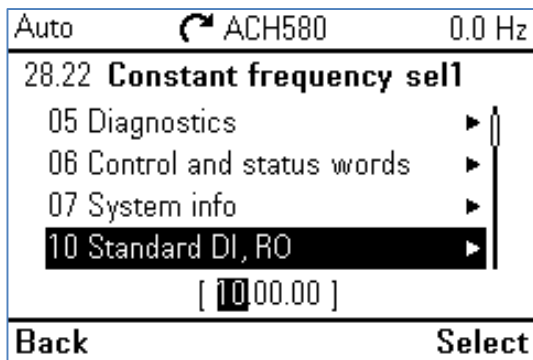 Auto ACH580 0.0 Hz
28.22 Constant frequency sel1
05 Diagnostics
06 Control and status words
07 System info
10 Standard DI, RO
[ 10.00.00 ]
Back Select